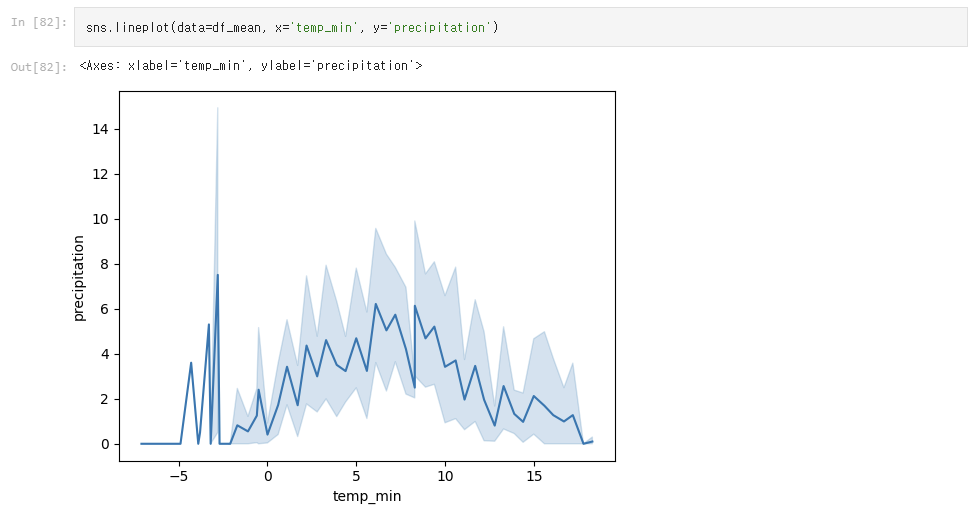 In [82]:
sns.lineplot(data=df_mean, x='temp_min', y='precipitation')
Out[82]:
<Axes: xlabel='temp_min', ylabel='precipitation'>
14
12
10
8
6
4
2
0
precipitation
−5 0 5 10 15
temp_min